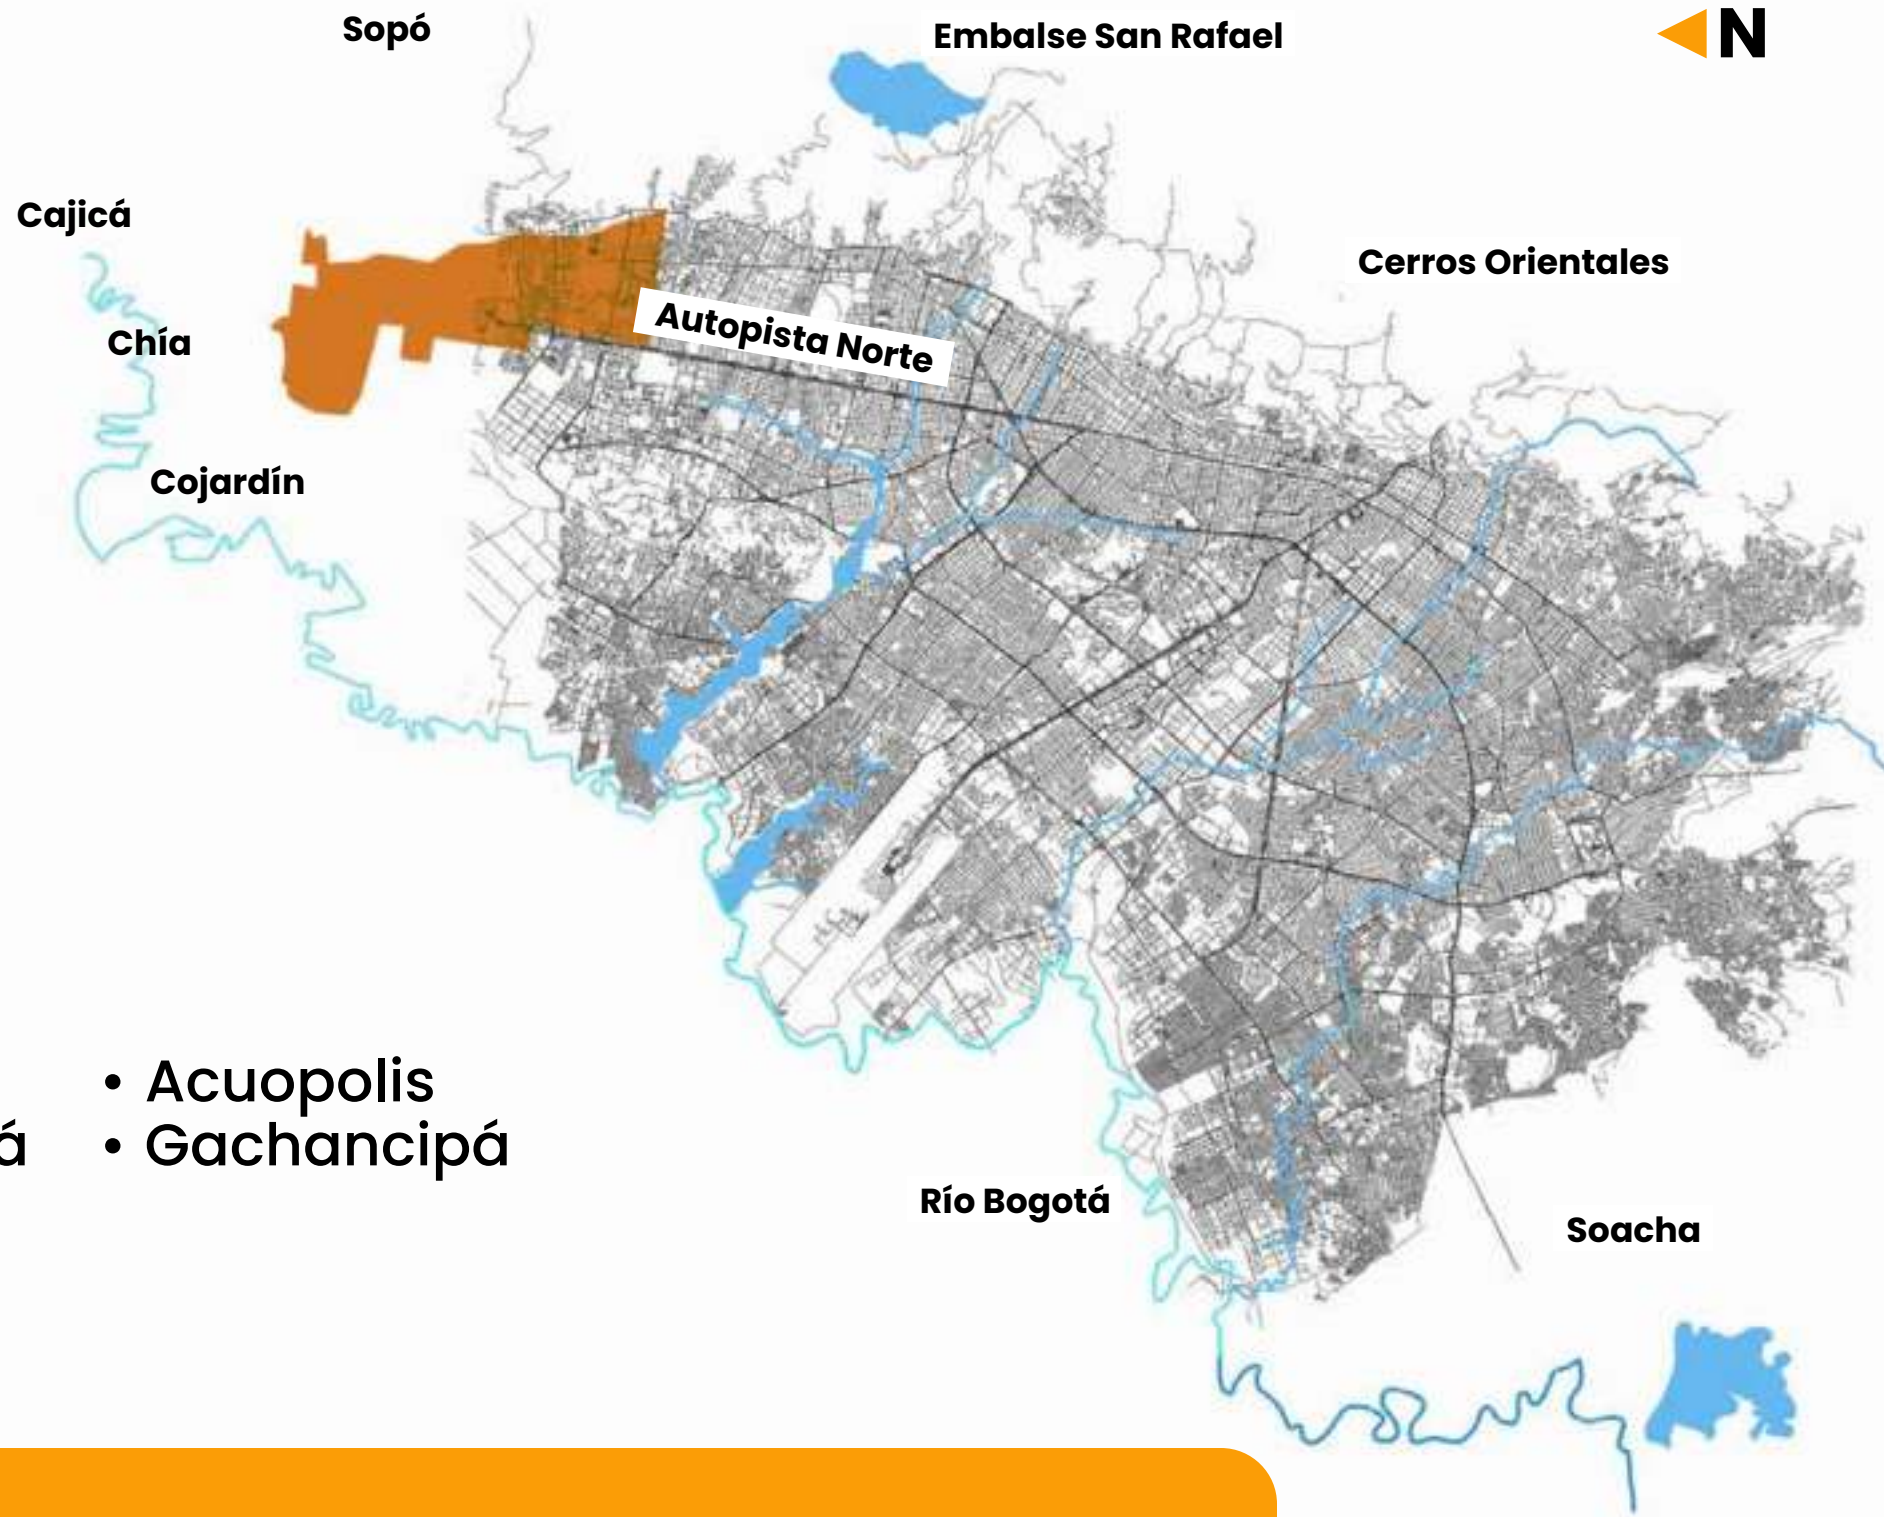 Sopó
Embalse San Rafael
N
Cajicá
Cerros Orientales
Autopista Norte
Chía
Cojardín
• Acuopolis
á
• Gachancipá
Río Bogotá
Soacha